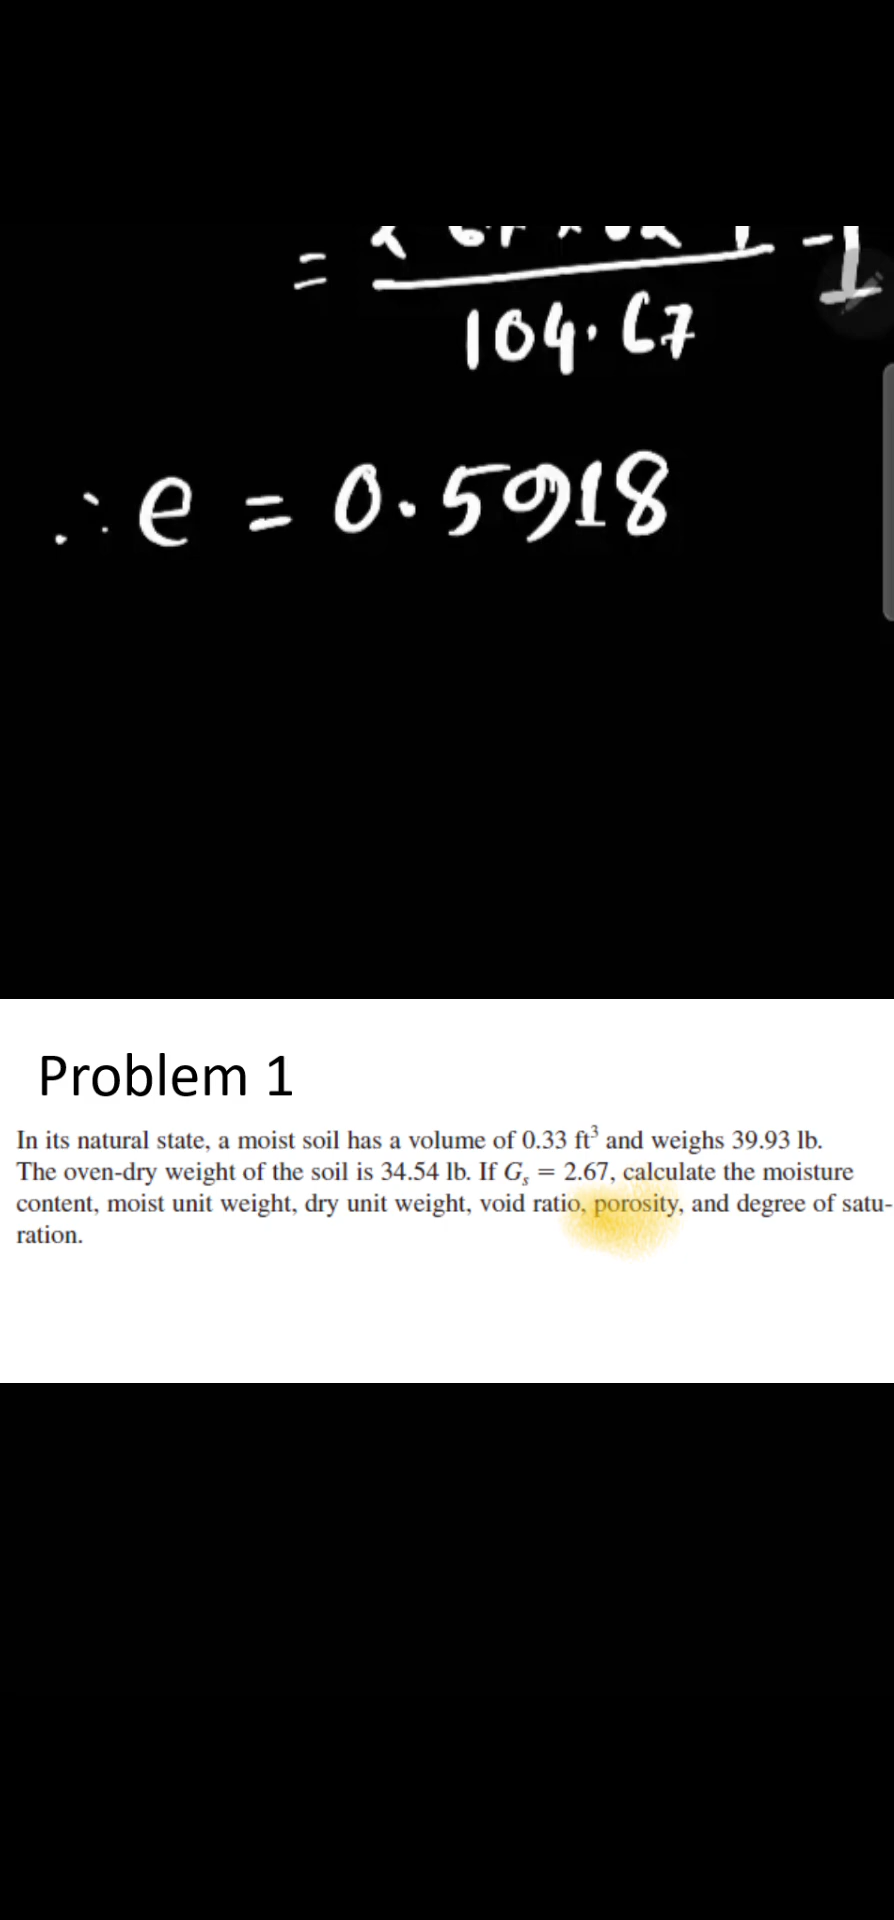 =
-1
104.67
∴ e = 0.5918
Problem 1
In its natural state, a moist soil has a volume of 0.33 ft³ and weighs 39.93 lb.
The oven-dry weight of the soil is 34.54 lb. If Gₛ = 2.67, calculate the moisture
content, moist unit weight, dry unit weight, void ratio, porosity, and degree of satu-
ration.